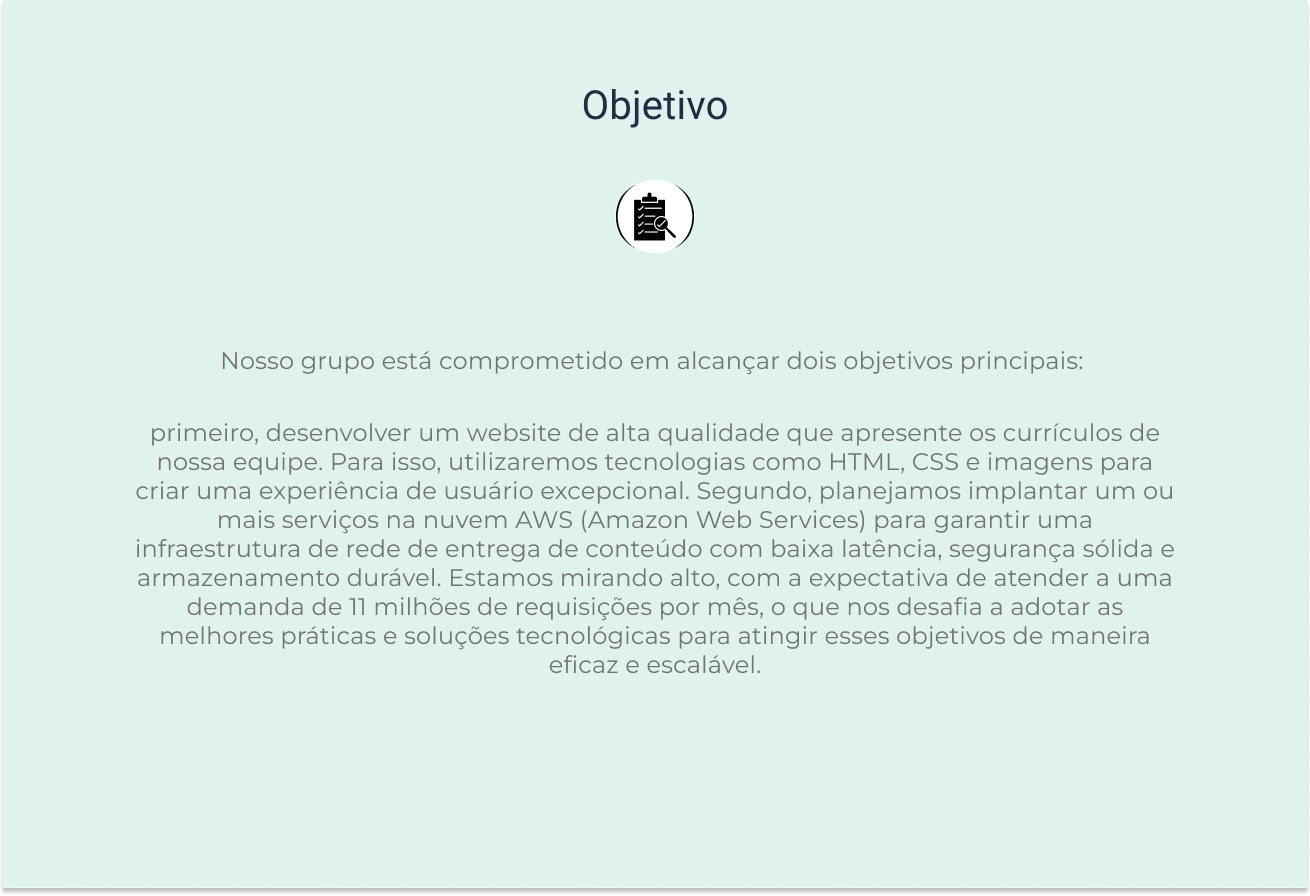 Objetivo
Nosso grupo está comprometido em alcançar dois objetivos principais:
primeiro, desenvolver um website de alta qualidade que apresente os currículos de
nossa equipe. Para isso, utilizaremos tecnologias como HTML, CSS e imagens para
criar uma experiência de usuário excepcional. Segundo, planejamos implantar um ou
mais serviços na nuvem AWS (Amazon Web Services) para garantir uma
infraestrutura de rede de entrega de conteúdo com baixa latência, segurança sólida e
armazenamento durável. Estamos mirando alto, com a expectativa de atender a uma
demanda de 11 milhões de requisições por mês, o que nos desafia a adotar as
melhores práticas e soluções tecnológicas para atingir esses objetivos de maneira
eficaz e escalável.